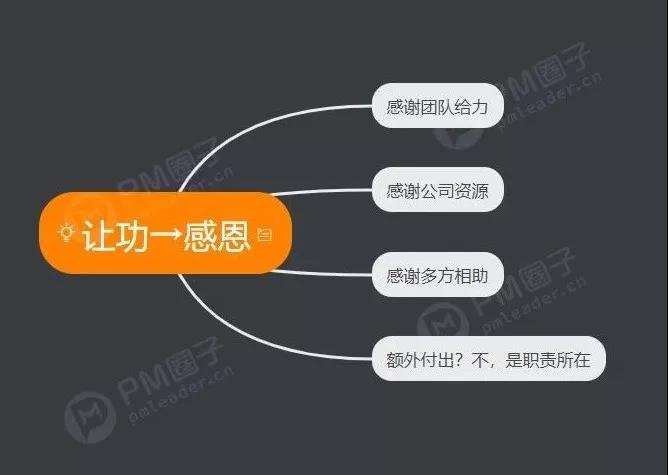 PM圈子
pmleader.cn
感谢团队给力
PM圈子
pmleader.cn
感谢公司资源
让功→感恩
感谢多方相助
PM圈子
pmleader.cn
额外付出？不，是职责所在
PM圈子
pmleader.cn